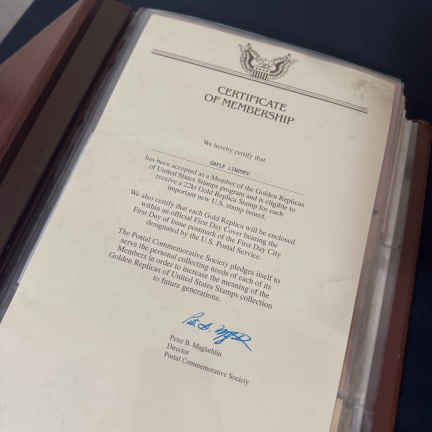 CERTIFICATE
OF MEMBERSHIP
We hereby certify that
has been accepted as a Member of the Golden Replicas
of United States Stamps program and is eligible to
receive a 22kt Gold Replica Stamp for each
important new U.S. stamp issued.
We also certify that each Gold Replica will be enclosed
within an official First Day Cover bearing the
First Day of Issue postmark of the First Day City
designated by the U.S. Postal Service.
The Postal Commemorative Society pledges itself to
serve the personal collecting needs of each of its
Members in order to increase the meaning of the
Golden Replicas of United States Stamps collection
to future generations.
Peter B. Maglathlin
Director
Postal Commemorative Society